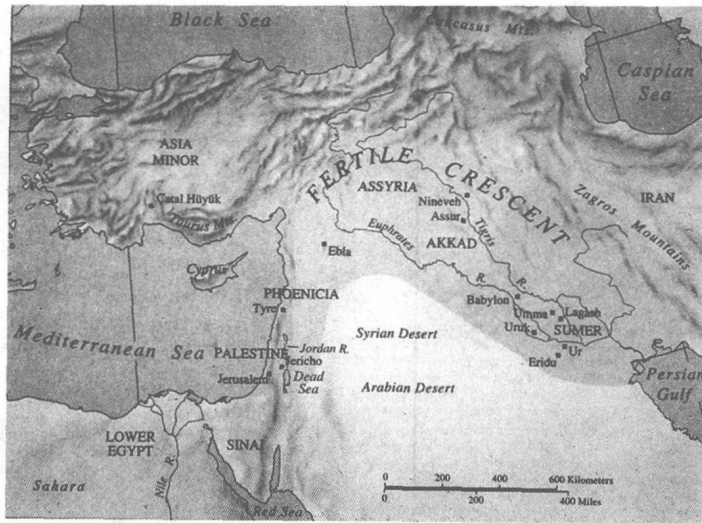 Black Sea
Caucasus Mts.
Caspian
Sea
ASIA
MINOR
Çatal Hüyük
Taurus Mts.
FERTILE CRESCENT
ASSYRIA
Nineveh
Assur
Tigris
R.
AKKAD
Euphrates
R.
Zagros Mountains
IRAN
Ebla
Cyprus
PHOENICIA
Tyre
Babylon
Umma
Lagash
Uruk
SUMER
Ur
Eridu
Mediterranean Sea
Syrian Desert
PALESTINE
Jordan R.
Jericho
Jerusalem
Dead
Sea
Arabian Desert
Persian
Gulf
LOWER
EGYPT
SINAI
Nile R.
Sahara
Red Sea
0 200 400 600 Kilometers
0 200 400 Miles